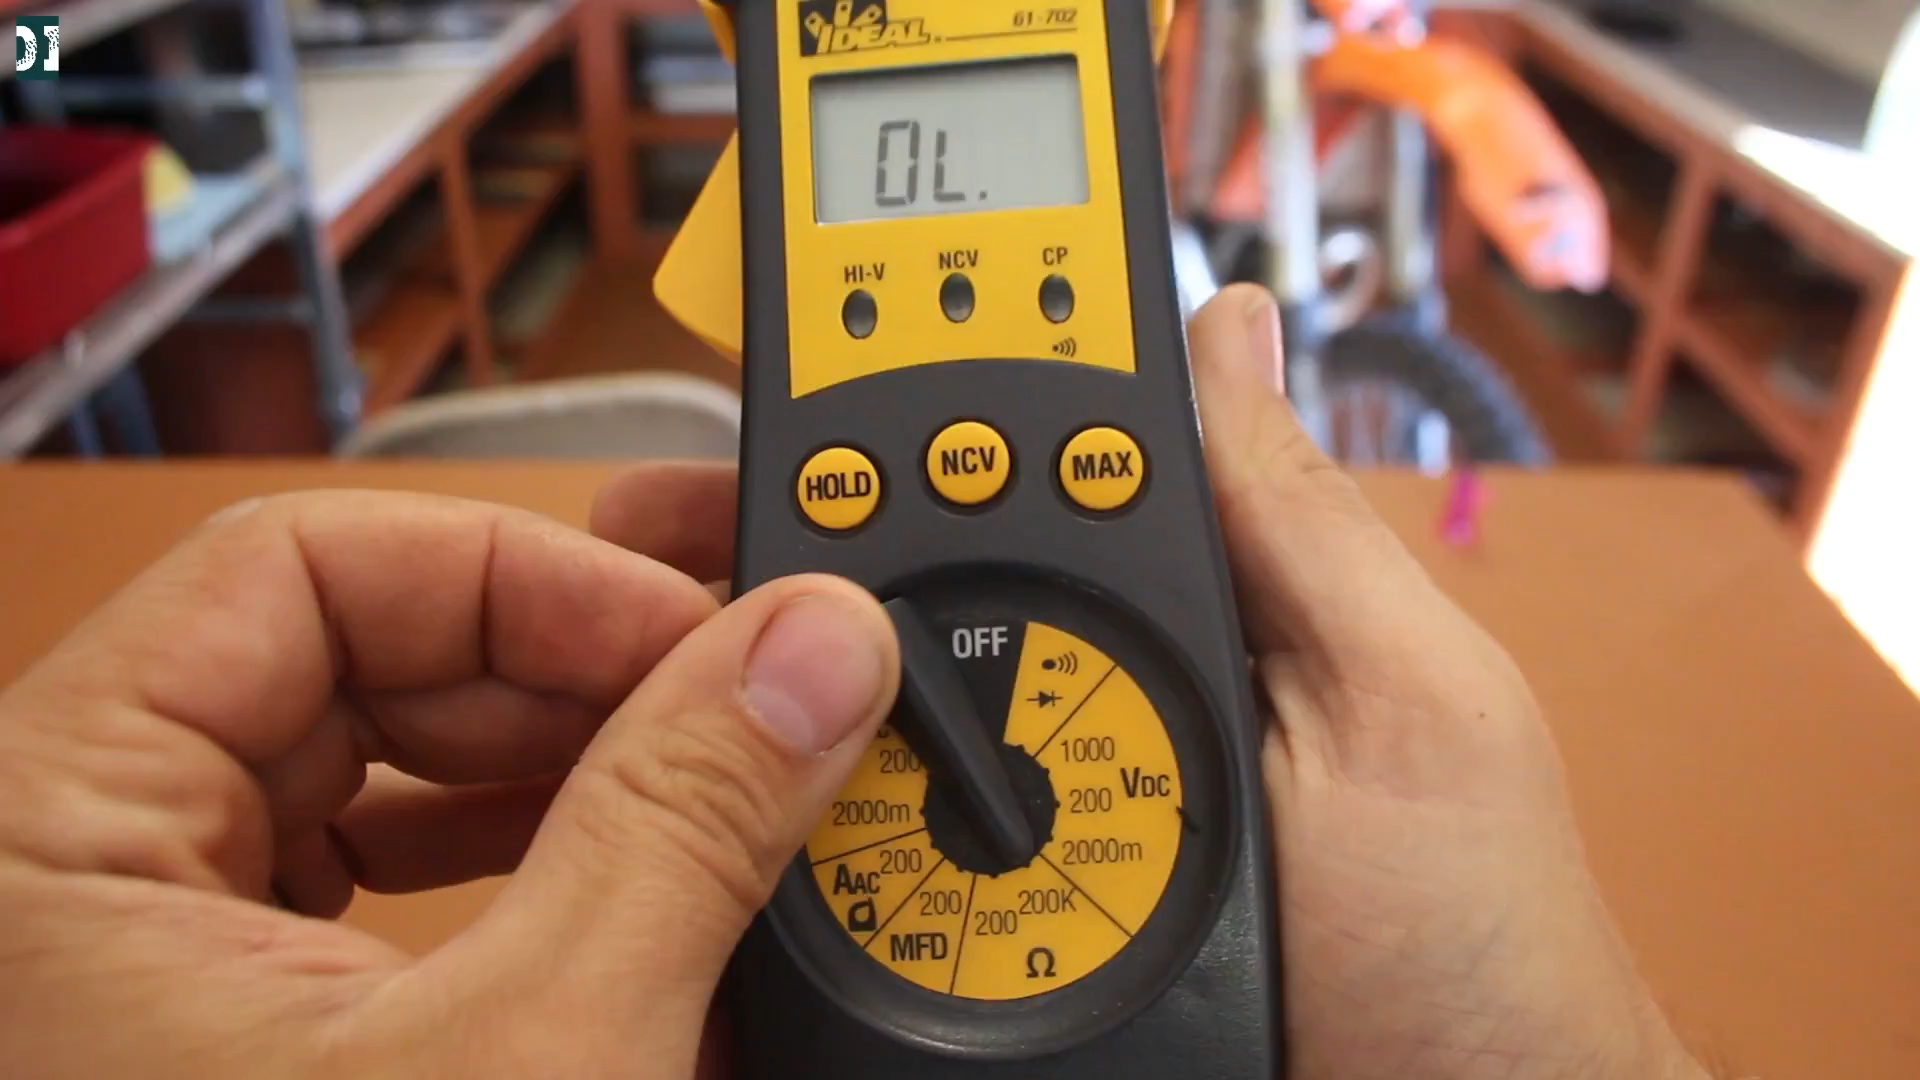 DI
IDEAL 61-702
OL.
HI-V NCV CP
HOLD NCV MAX
OFF
1000
200 VDC
2000m
200K
200
Ω
200
MFD
200
AAC
2000m
200